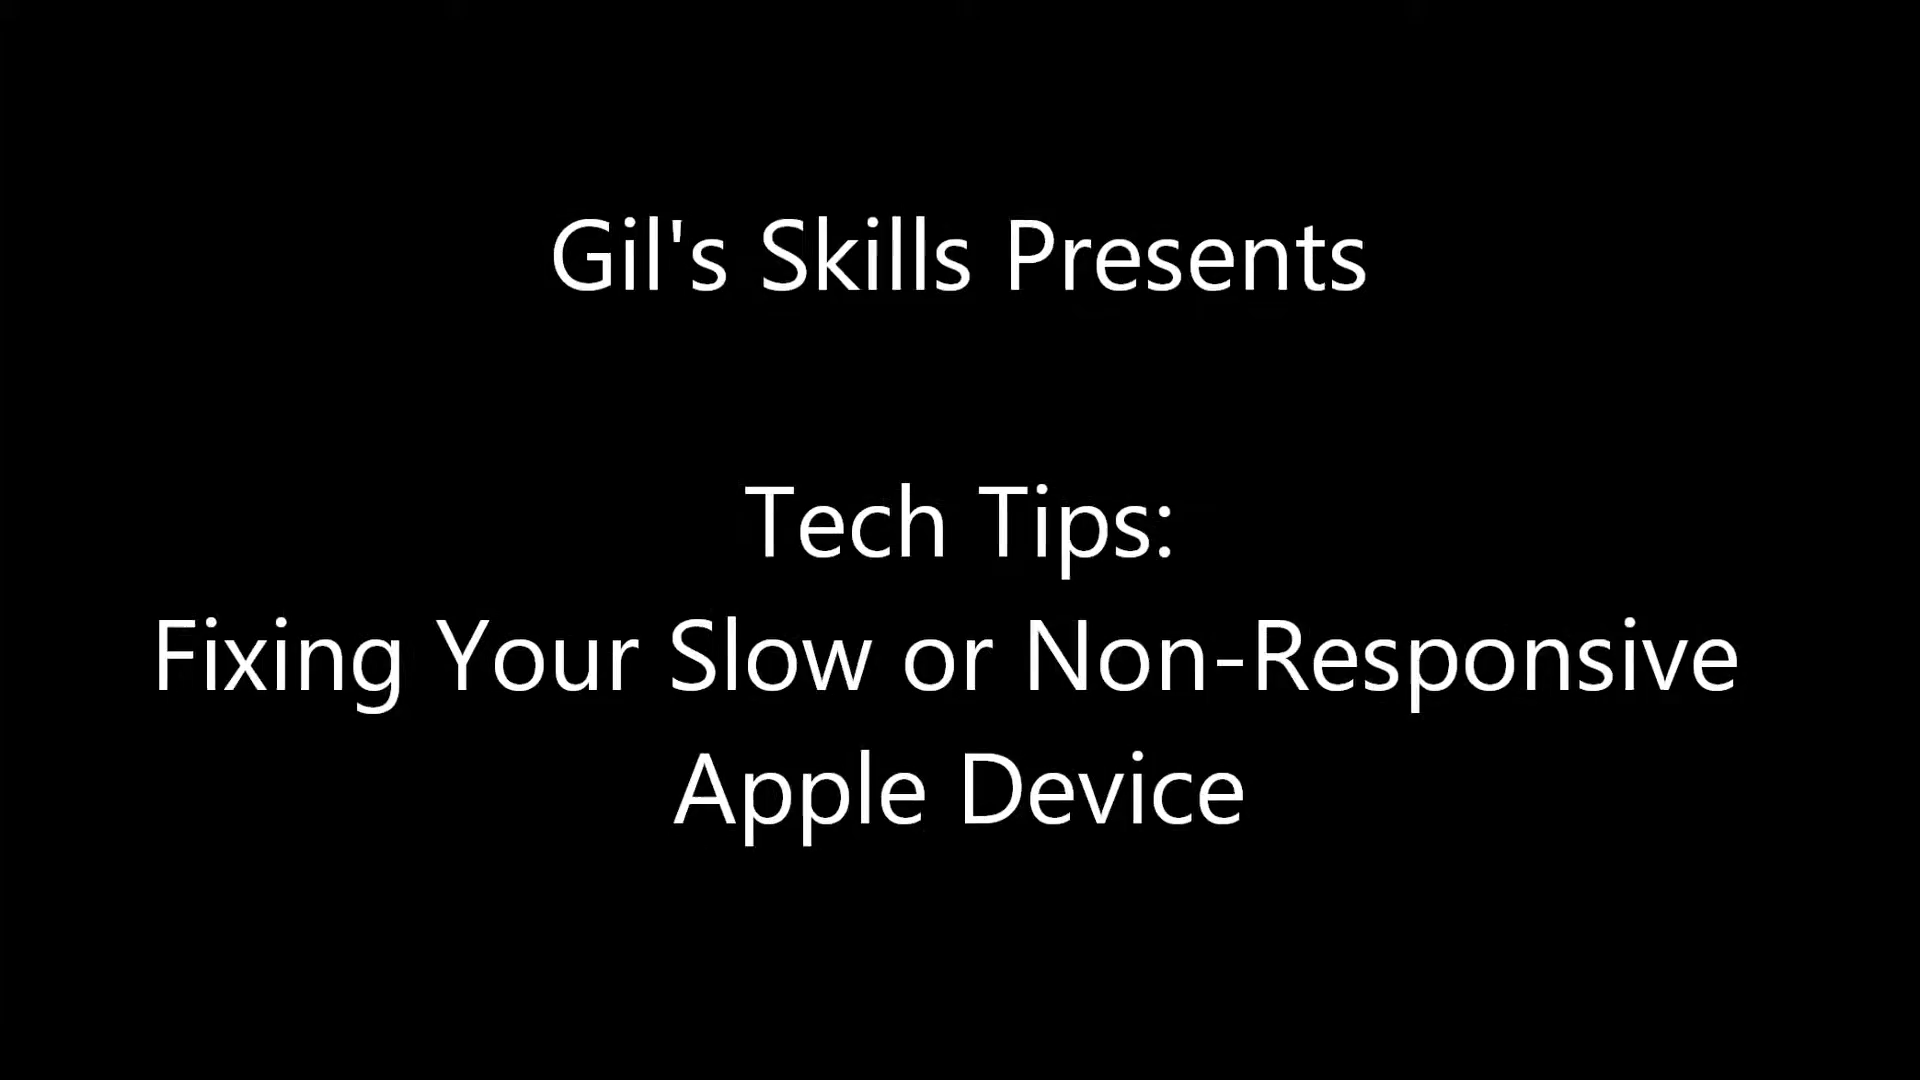 Gil's Skills Presents
Tech Tips:
Fixing Your Slow or Non-Responsive
Apple Device